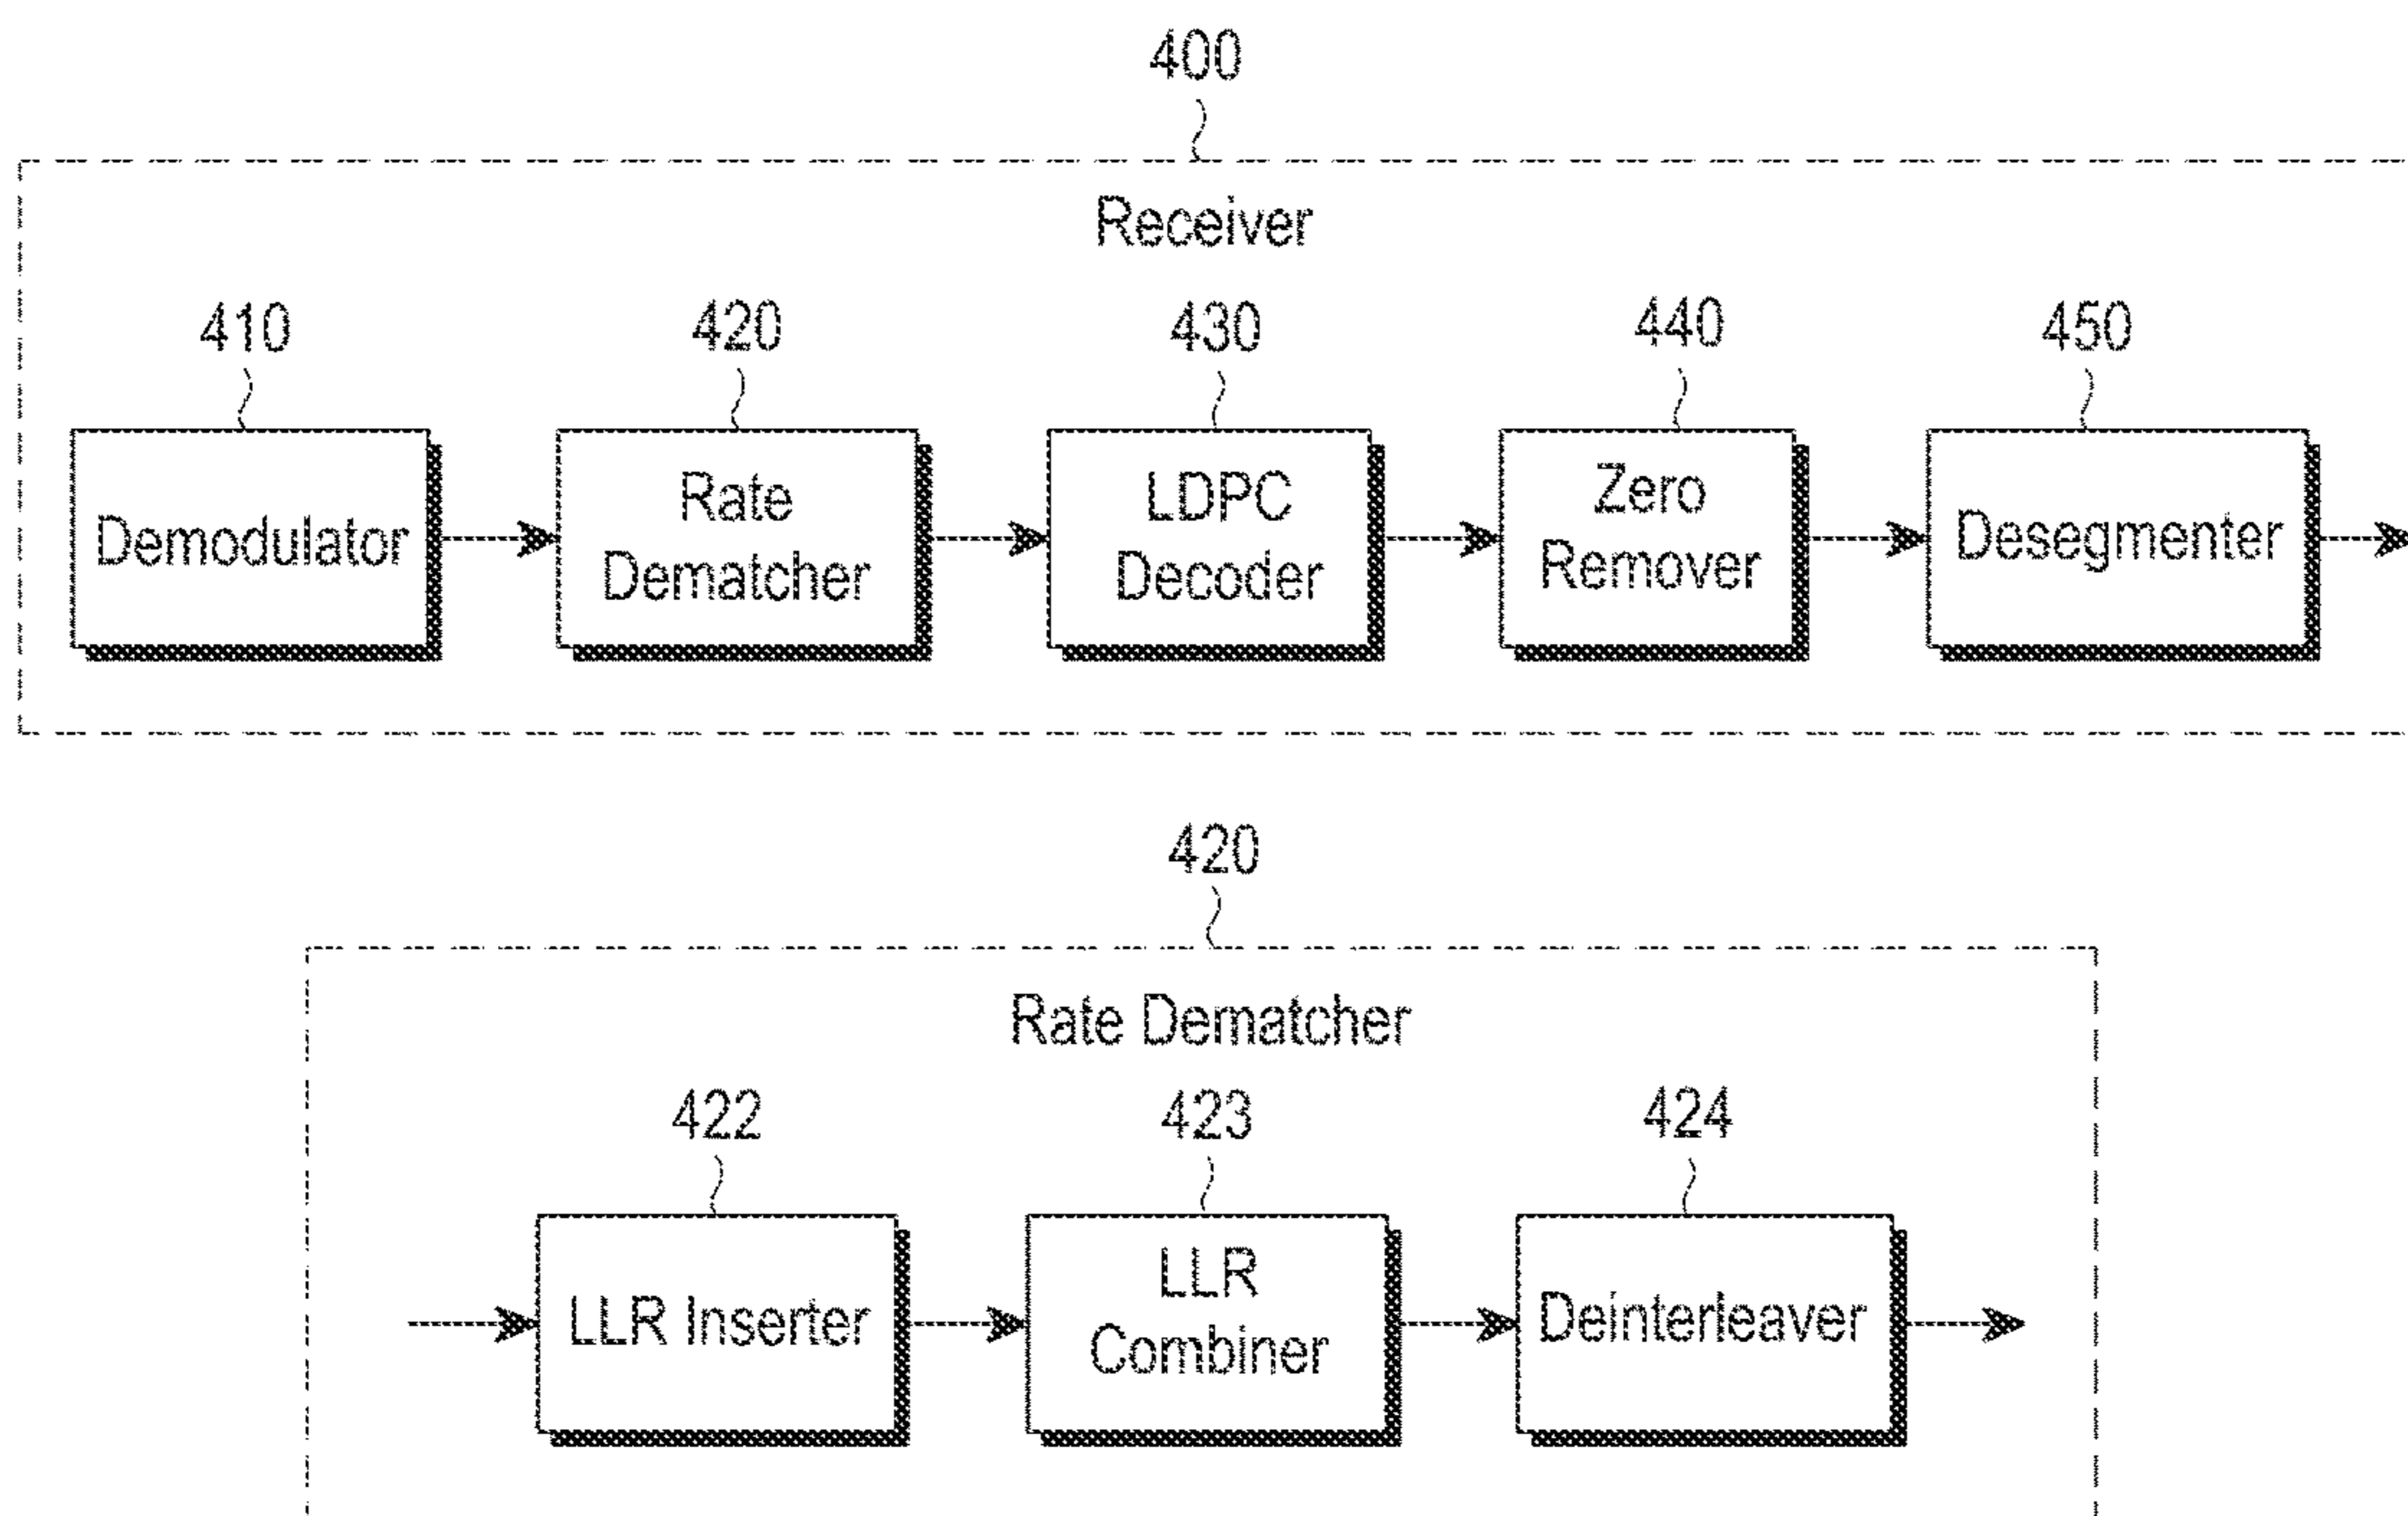 400
Receiver
410 420 430 440 450
Demodulator
Rate
Dematcher
LDPC
Decoder
Zero
Remover
Desegmenter
420
Rate Dematcher
422 423 424
LLR Inserter
LLR
Combiner
Deinterleaver